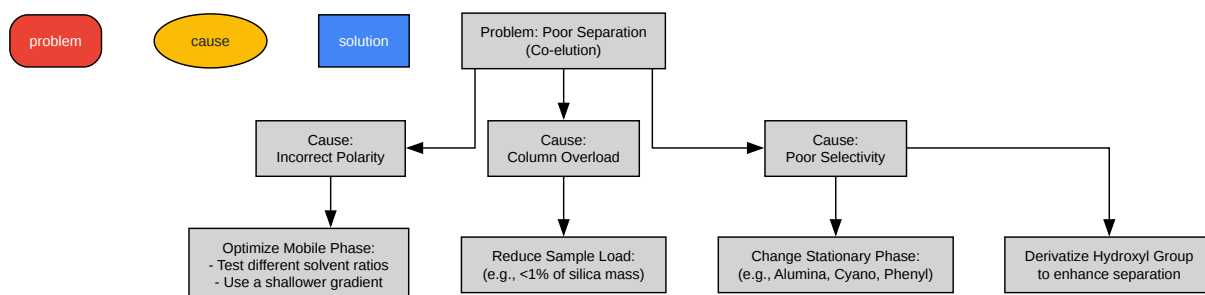 problem
cause
solution
Problem: Poor Separation
(Co-elution)
Cause:
Incorrect Polarity
Cause:
Column Overload
Cause:
Poor Selectivity
Optimize Mobile Phase:
- Test different solvent ratios
- Use a shallower gradient
Reduce Sample Load:
(e.g., <1% of silica mass)
Change Stationary Phase:
(e.g., Alumina, Cyano, Phenyl)
Derivatize Hydroxyl Group
to enhance separation